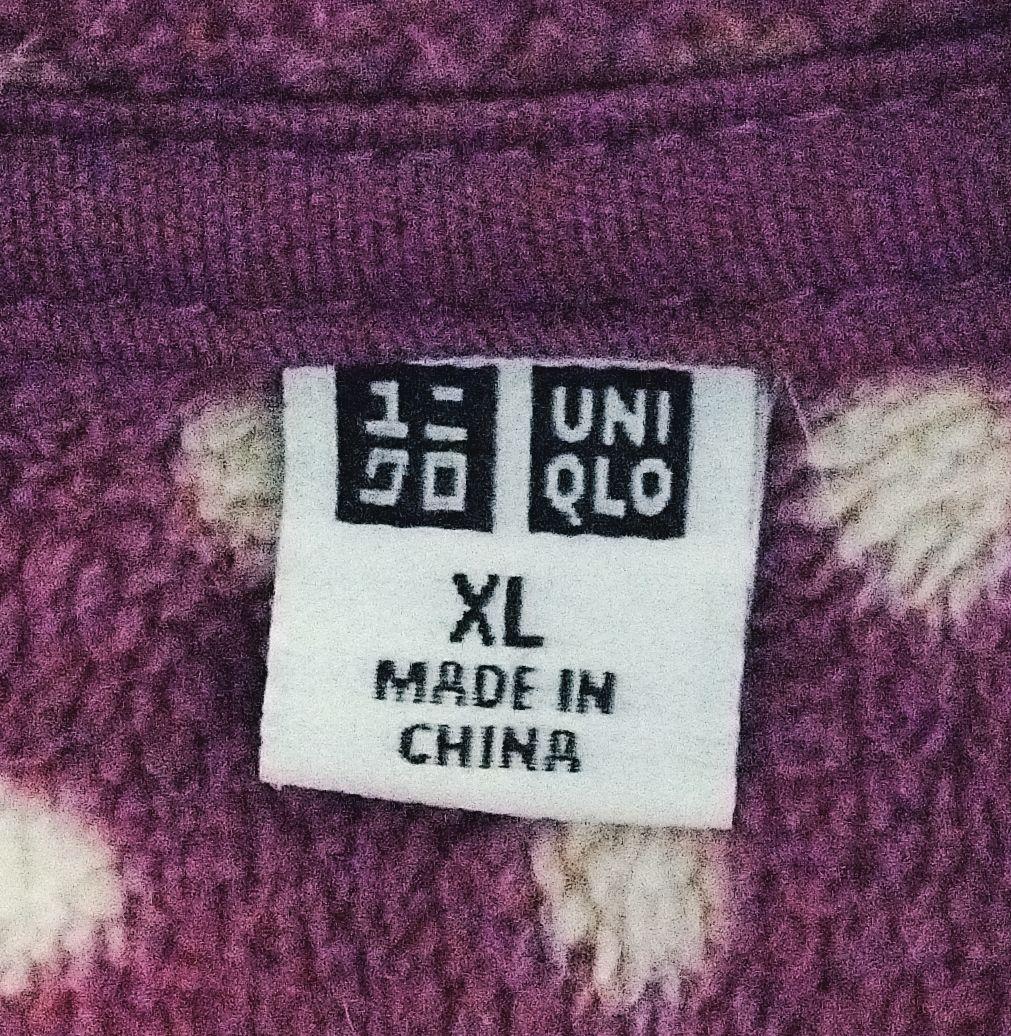 ユニ
クロ
UNI
QLO
XL
MADE IN
CHINA